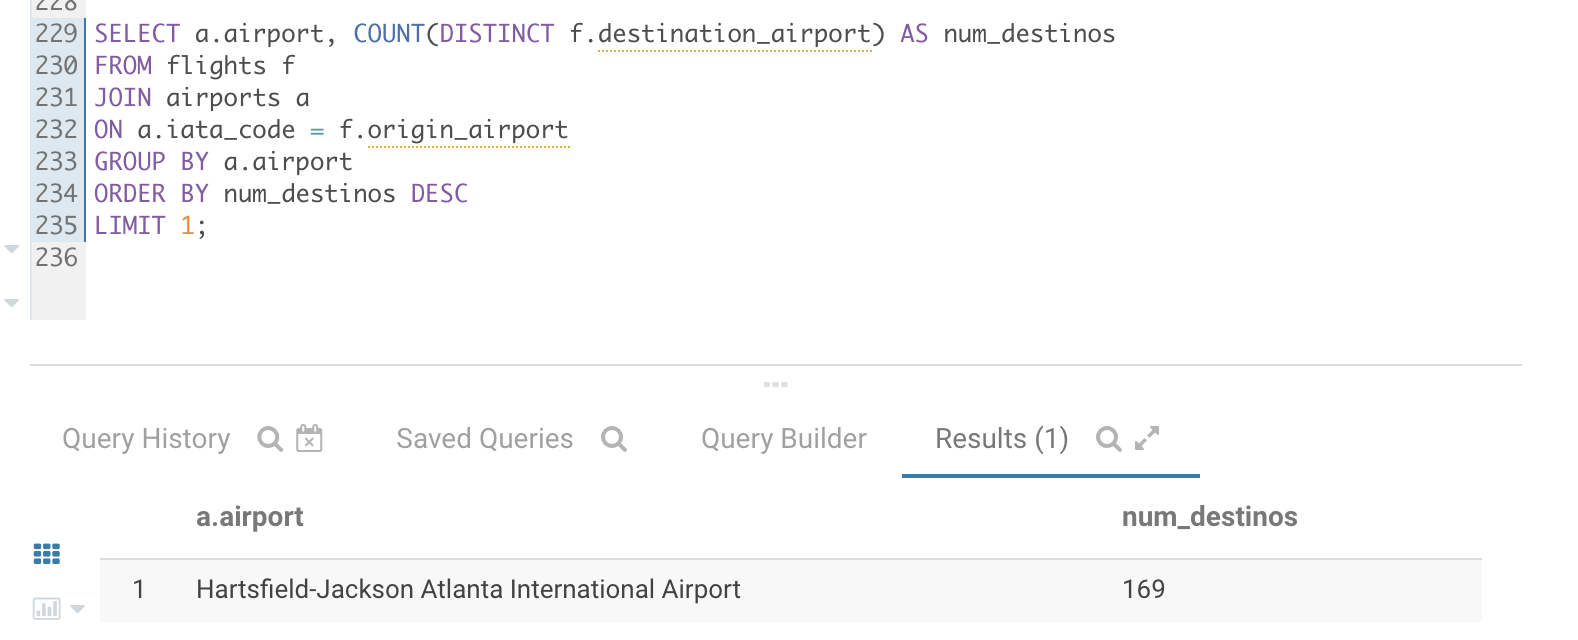 228
229 SELECT a.airport, COUNT(DISTINCT f.destination_airport) AS num_destinos
230 FROM flights f
231 JOIN airports a
232 ON a.iata_code = f.origin_airport
233 GROUP BY a.airport
234 ORDER BY num_destinos DESC
235 LIMIT 1;
236
Query History Saved Queries Query Builder Results (1)
a.airport num_destinos
1 Hartsfield-Jackson Atlanta International Airport 169